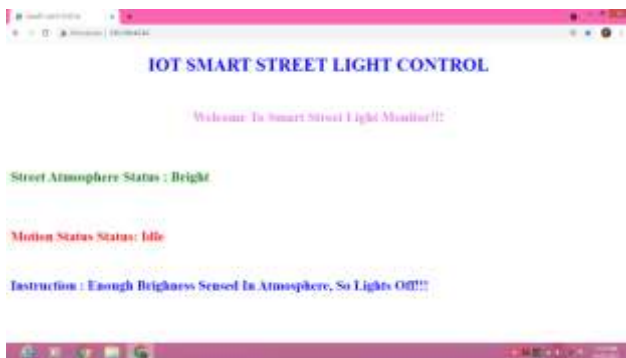 IOT SMART STREET LIGHT CONTROL
Welcome To Smart Street Light Monitor!!!
Street Atmosphere Status : Bright
Motion Status Status: Idle
Instruction : Enough Brighness Sensed In Atmosphere, So Lights Off!!!